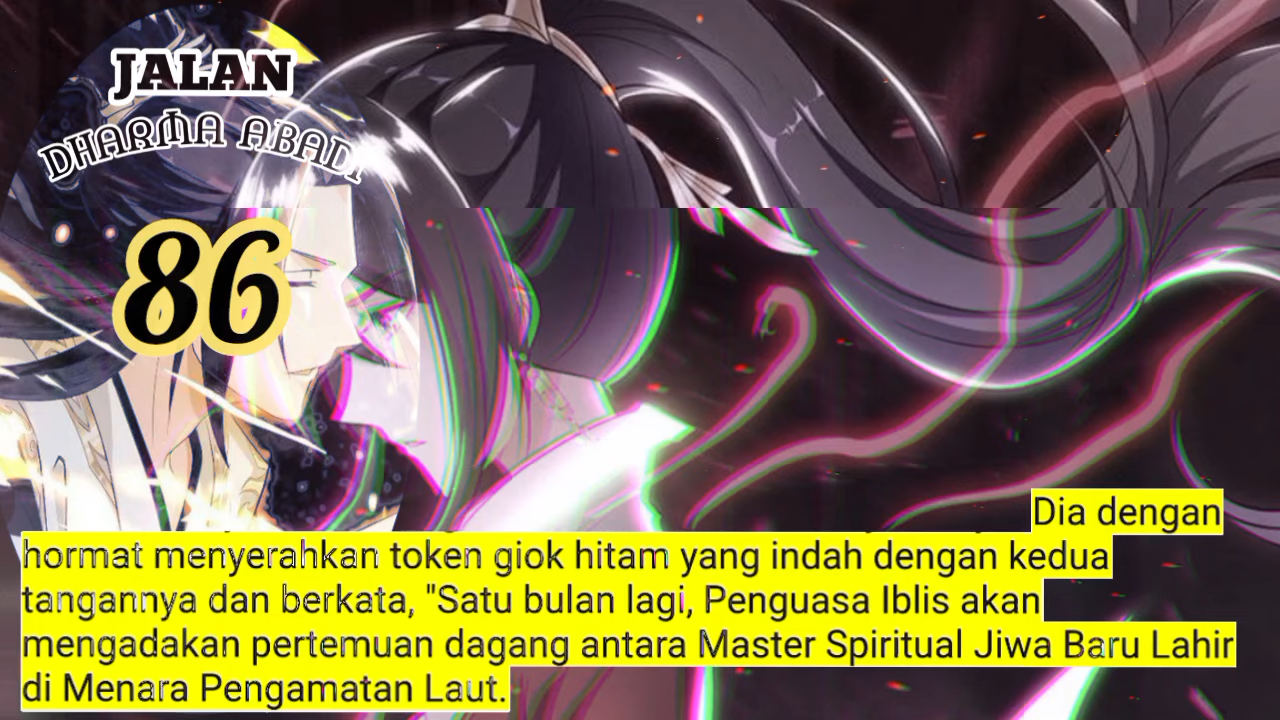 JALAN
DHARMA ABADI
86
Dia dengan
hormat menyerahkan token giok hitam yang indah dengan kedua
tangannya dan berkata, "Satu bulan lagi, Penguasa Iblis akan
mengadakan pertemuan dagang antara Master Spiritual Jiwa Baru Lahir
di Menara Pengamatan Laut.